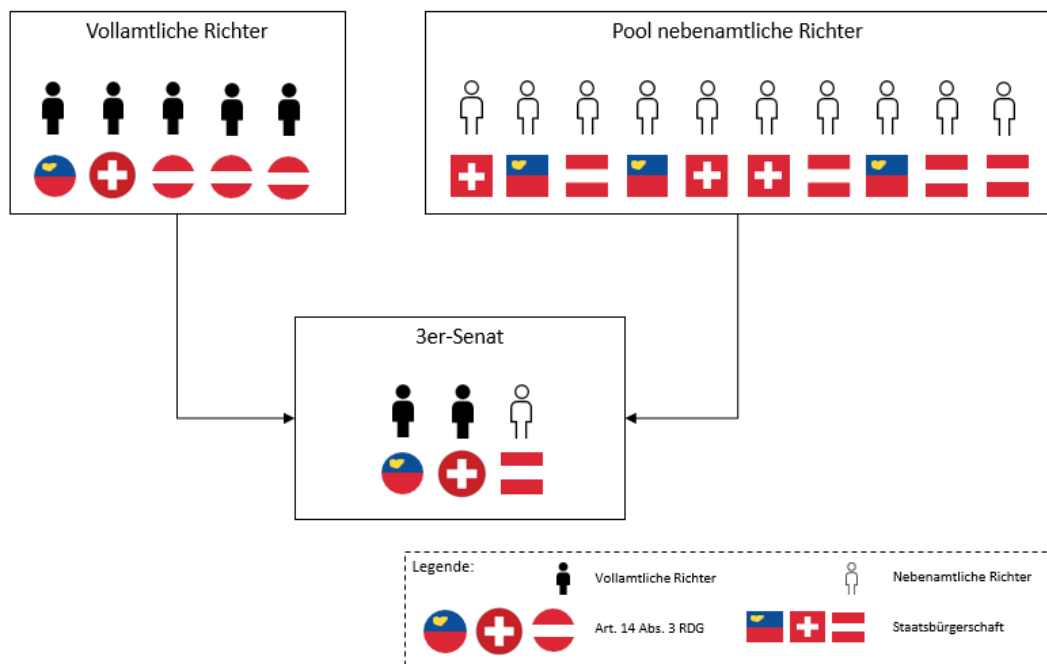 Vollamtliche Richter
Pool nebenamtliche Richter
3er-Senat
Legende:
Vollamtliche Richter
Nebenamtliche Richter
Art. 14 Abs. 3 RDG
Staatsbürgerschaft